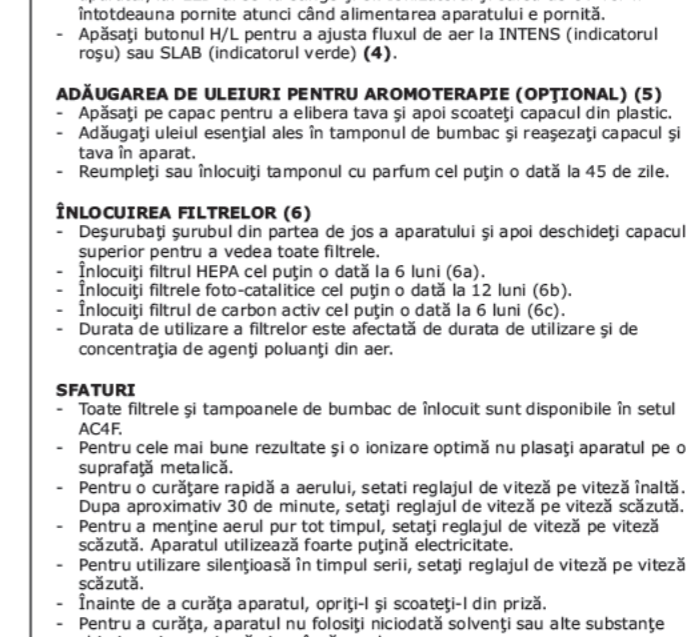 întotdeauna pornite atunci când alimentarea aparatului e pornită.
- Apăsați butonul H/L pentru a ajusta fluxul de aer la INTENS (indicatorul
roșu) sau SLAB (indicatorul verde) (4).
ADĂUGAREA DE ULEIURI PENTRU AROMOTERAPIE (OPŢIONAL) (5)
- Apăsaţi pe capac pentru a elibera tava şi apoi scoateţi capacul din plastic.
- Adăugaţi uleiul esenţial ales în tamponul de bumbac şi reaşezaţi capacul şi
tava în aparat.
- Reumpleţi sau înlocuiţi tamponul cu parfum cel puţin o dată la 45 de zile.
ÎNLOCUIREA FILTRELOR (6)
- Deşurubaţi şurubul din partea de jos a aparatului şi apoi deschideţi capacul
superior pentru a vedea toate filtrele.
- Înlocuiţi filtrul HEPA cel puţin o dată la 6 luni (6a).
- Înlocuiţi filtrele foto-catalitice cel puţin o dată la 12 luni (6b).
- Înlocuiţi filtrul de carbon activ cel puţin o dată la 6 luni (6c).
- Durata de utilizare a filtrelor este afectată de durata de utilizare şi de
concentraţia de agenţi poluanţi din aer.
SFATURI
- Toate filtrele şi tampoanele de bumbac de înlocuit sunt disponibile în setul
AC4F.
- Pentru cele mai bune rezultate şi o ionizare optimă nu plasaţi aparatul pe o
suprafaţă metalică.
- Pentru o curăţare rapidă a aerului, setati reglajul de viteză pe viteză înaltă.
Dupa aproximativ 30 de minute, setaţi reglajul de viteză pe viteză scăzută.
- Pentru a menţine aerul pur tot timpul, setaţi reglajul de viteză pe viteză
scăzută. Aparatul utilizează foarte puţină electricitate.
- Pentru utilizare silenţioasă în timpul serii, setaţi reglajul de viteză pe viteză
scăzută.
- Înainte de a curăţa aparatul, opriţi-l şi scoateţi-l din priză.
- Pentru a curăţa, aparatul nu folosiţi niciodată solvenţi sau alte substanţe